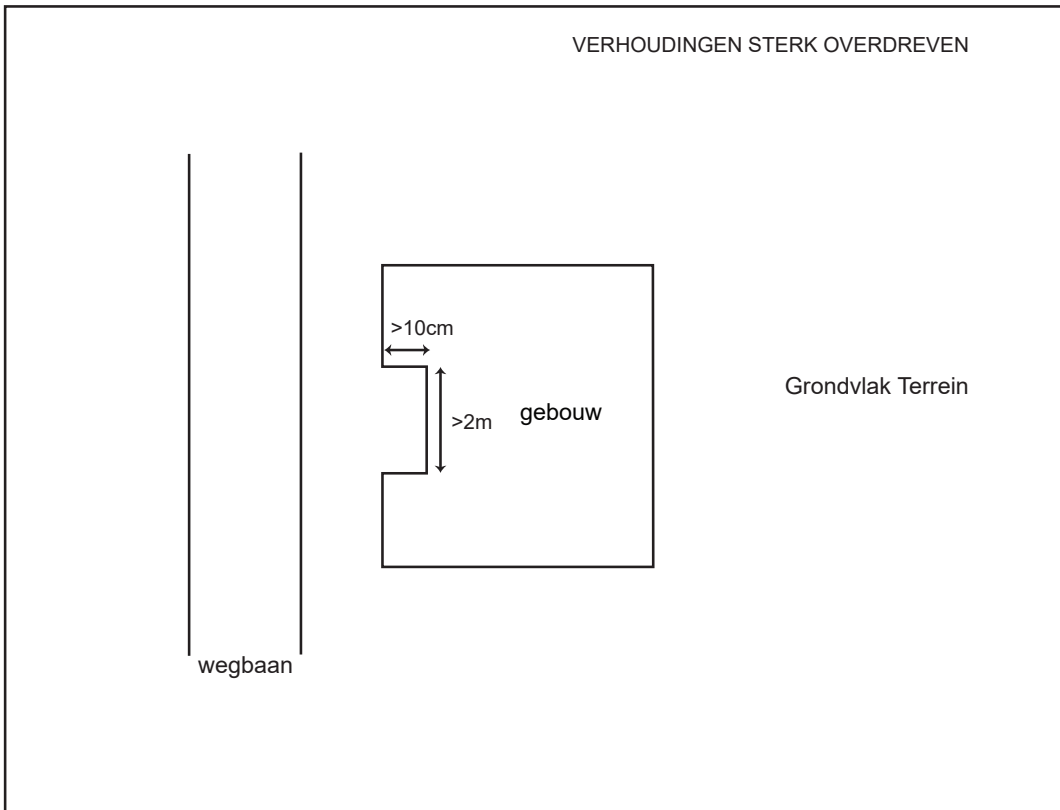 VERHOUDINGEN STERK OVERDREVEN
>10cm
Grondvlak Terrein
>2m
gebouw
wegbaan